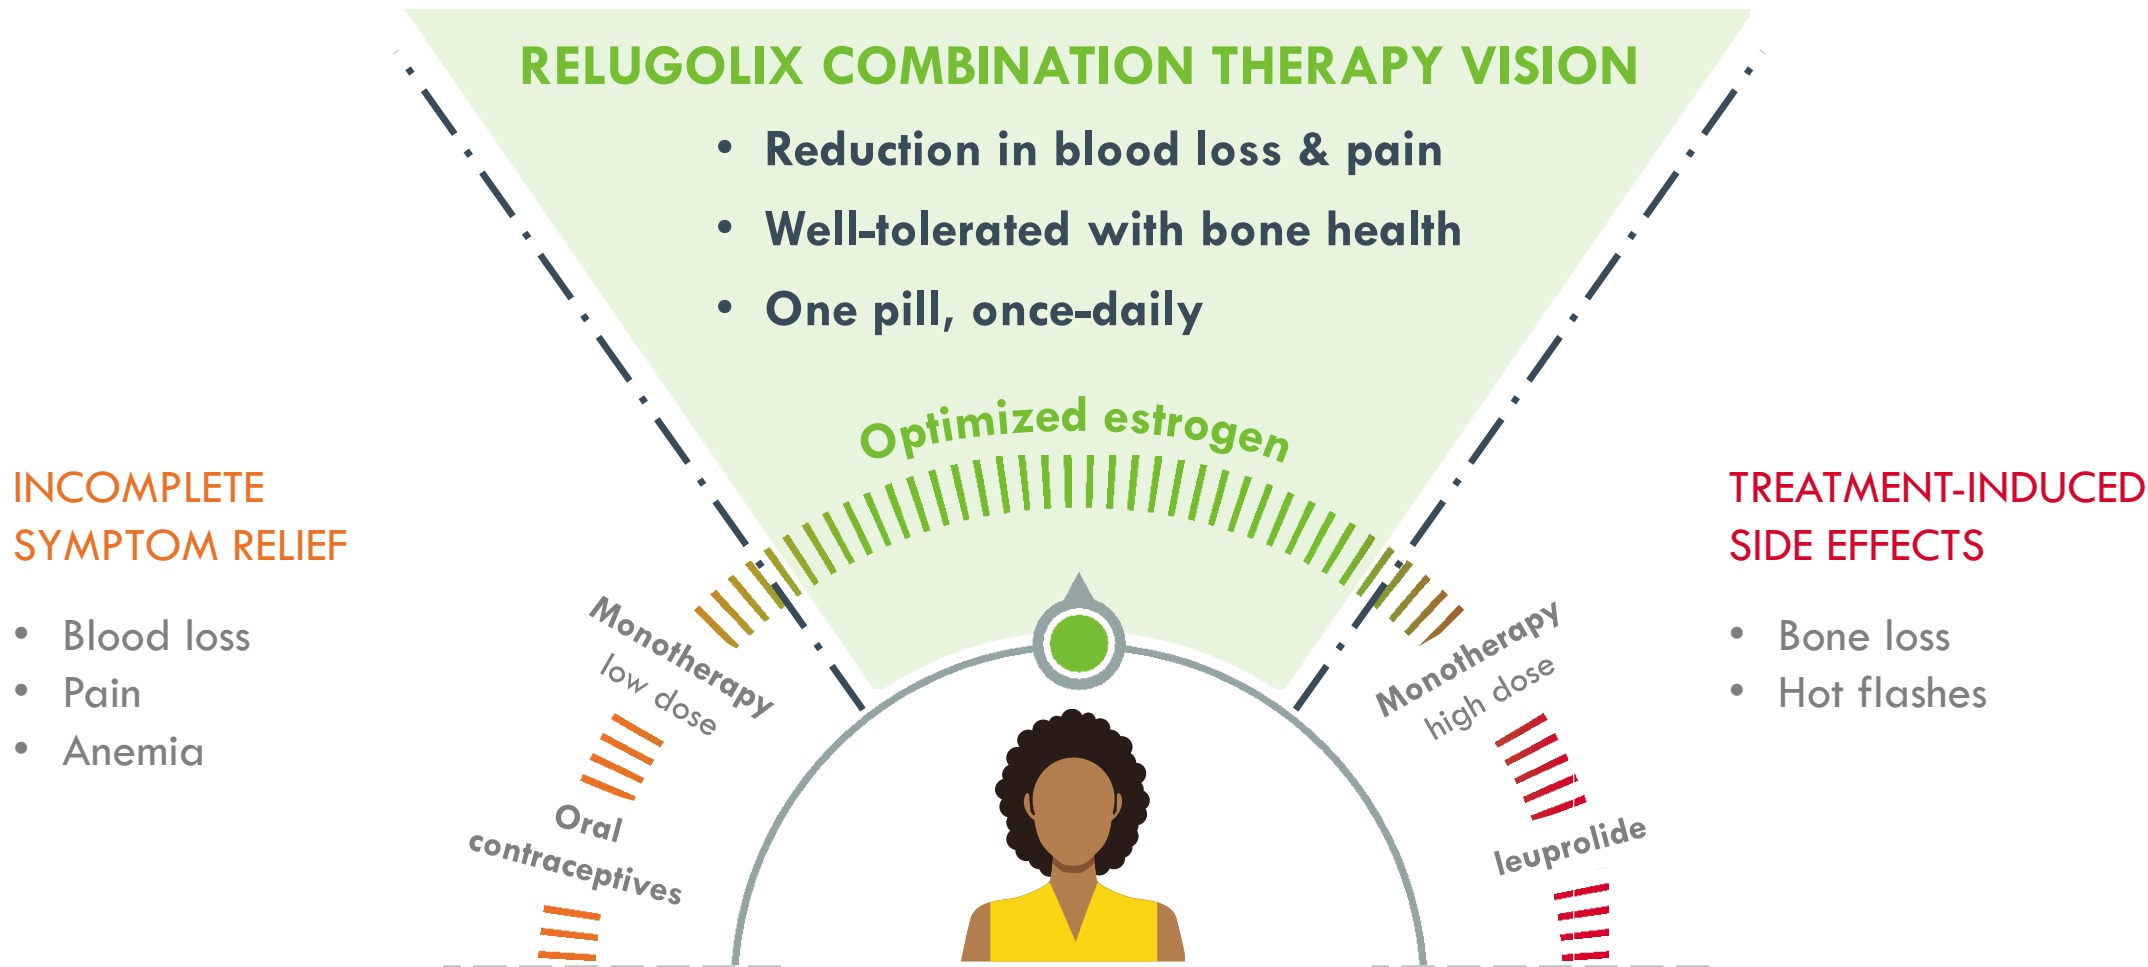 RELUGOLIX COMBINATION THERAPY VISION
• Reduction in blood loss & pain
• Well-tolerated with bone health
• One pill, once-daily
Optimized estrogen
INCOMPLETE
SYMPTOM RELIEF
• Blood loss
• Pain
• Anemia
Monotherapy
low dose
Oral
contraceptives
Monotherapy
high dose
leuprolide
TREATMENT-INDUCED
SIDE EFFECTS
• Bone loss
• Hot flashes